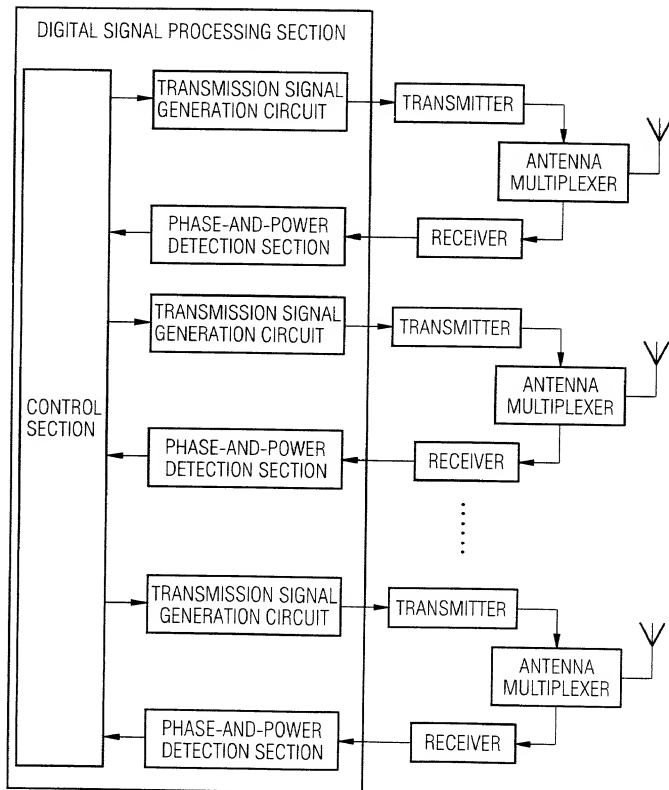 DIGITAL SIGNAL PROCESSING SECTION
TRANSMISSION SIGNAL
GENERATION CIRCUIT
TRANSMITTER
ANTENNA
MULTIPLEXER
PHASE-AND-POWER
DETECTION SECTION
RECEIVER
TRANSMISSION SIGNAL
GENERATION CIRCUIT
TRANSMITTER
ANTENNA
MULTIPLEXER
CONTROL
SECTION
PHASE-AND-POWER
DETECTION SECTION
RECEIVER
TRANSMISSION SIGNAL
GENERATION CIRCUIT
TRANSMITTER
ANTENNA
MULTIPLEXER
PHASE-AND-POWER
DETECTION SECTION
RECEIVER